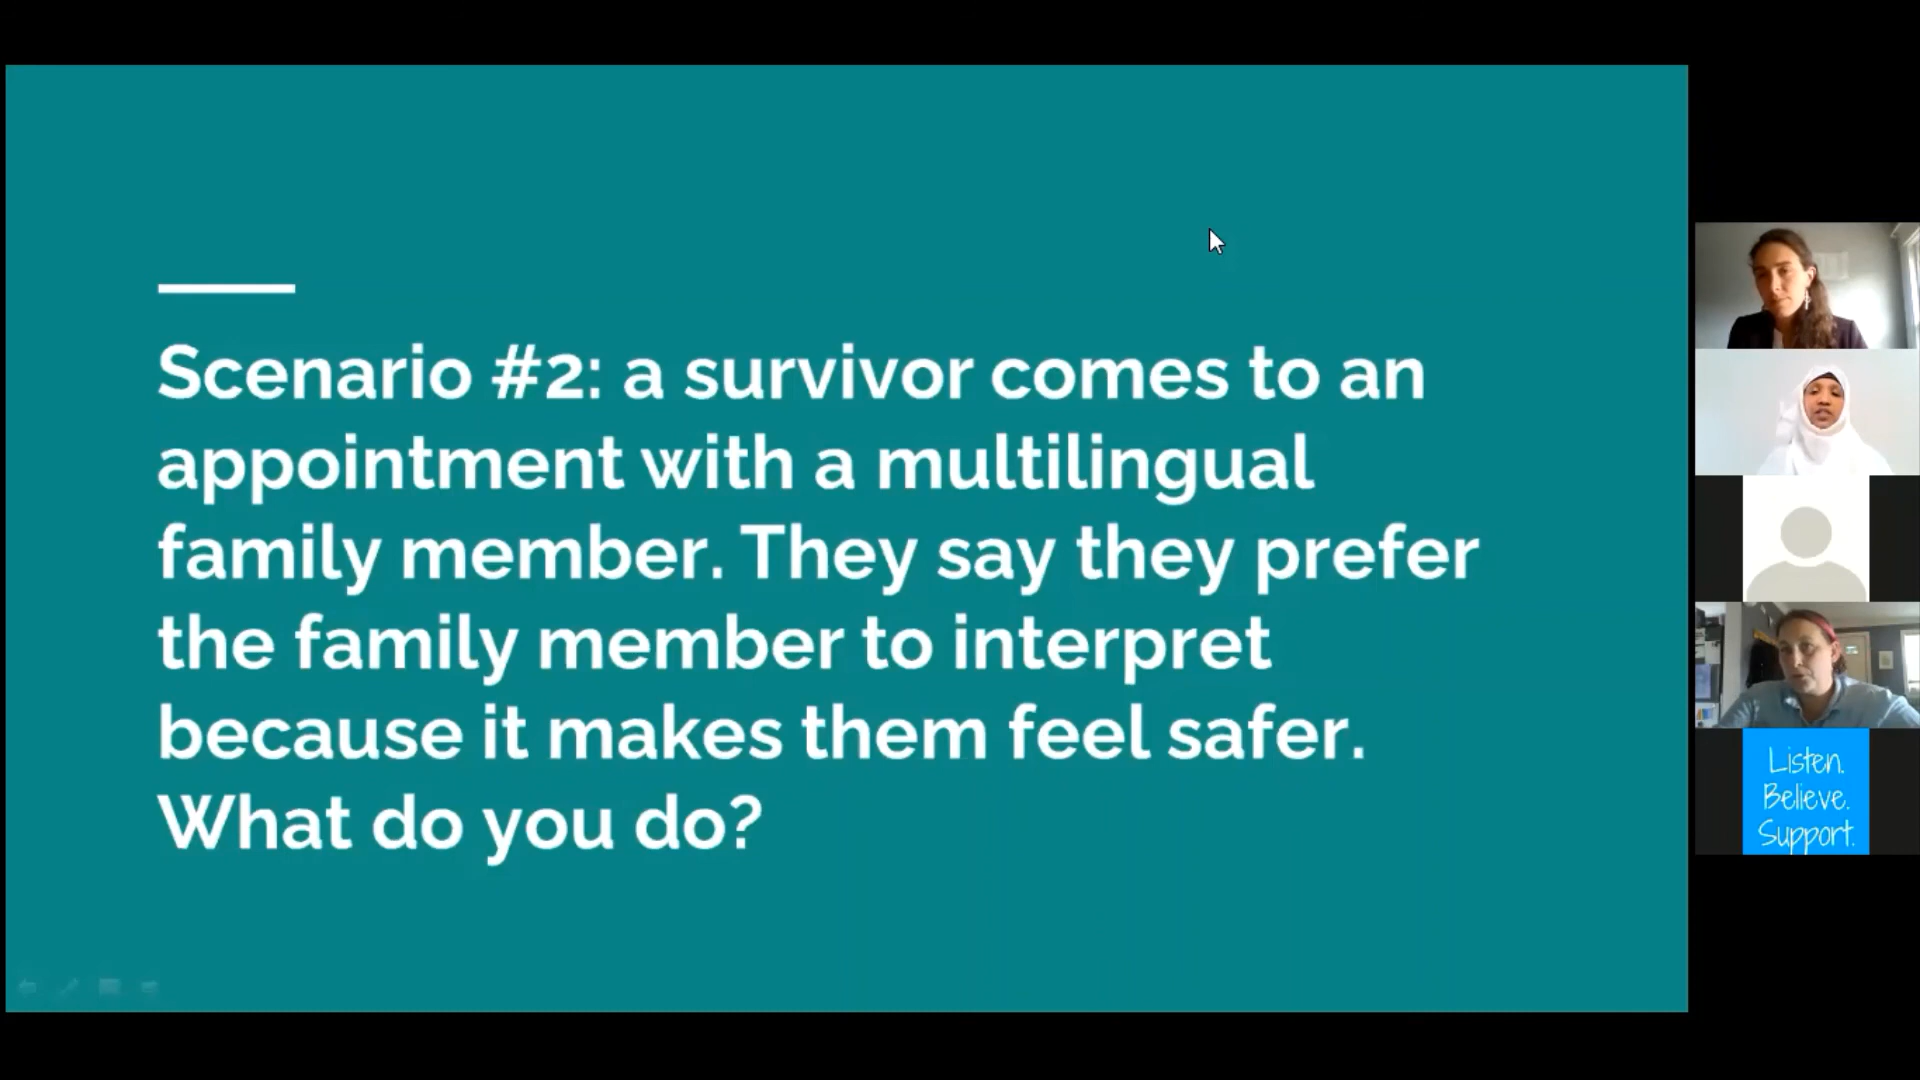 Scenario #2: a survivor comes to an
appointment with a multilingual
family member. They say they prefer
the family member to interpret
because it makes them feel safer.
What do you do?
Listen.
Believe.
Support.